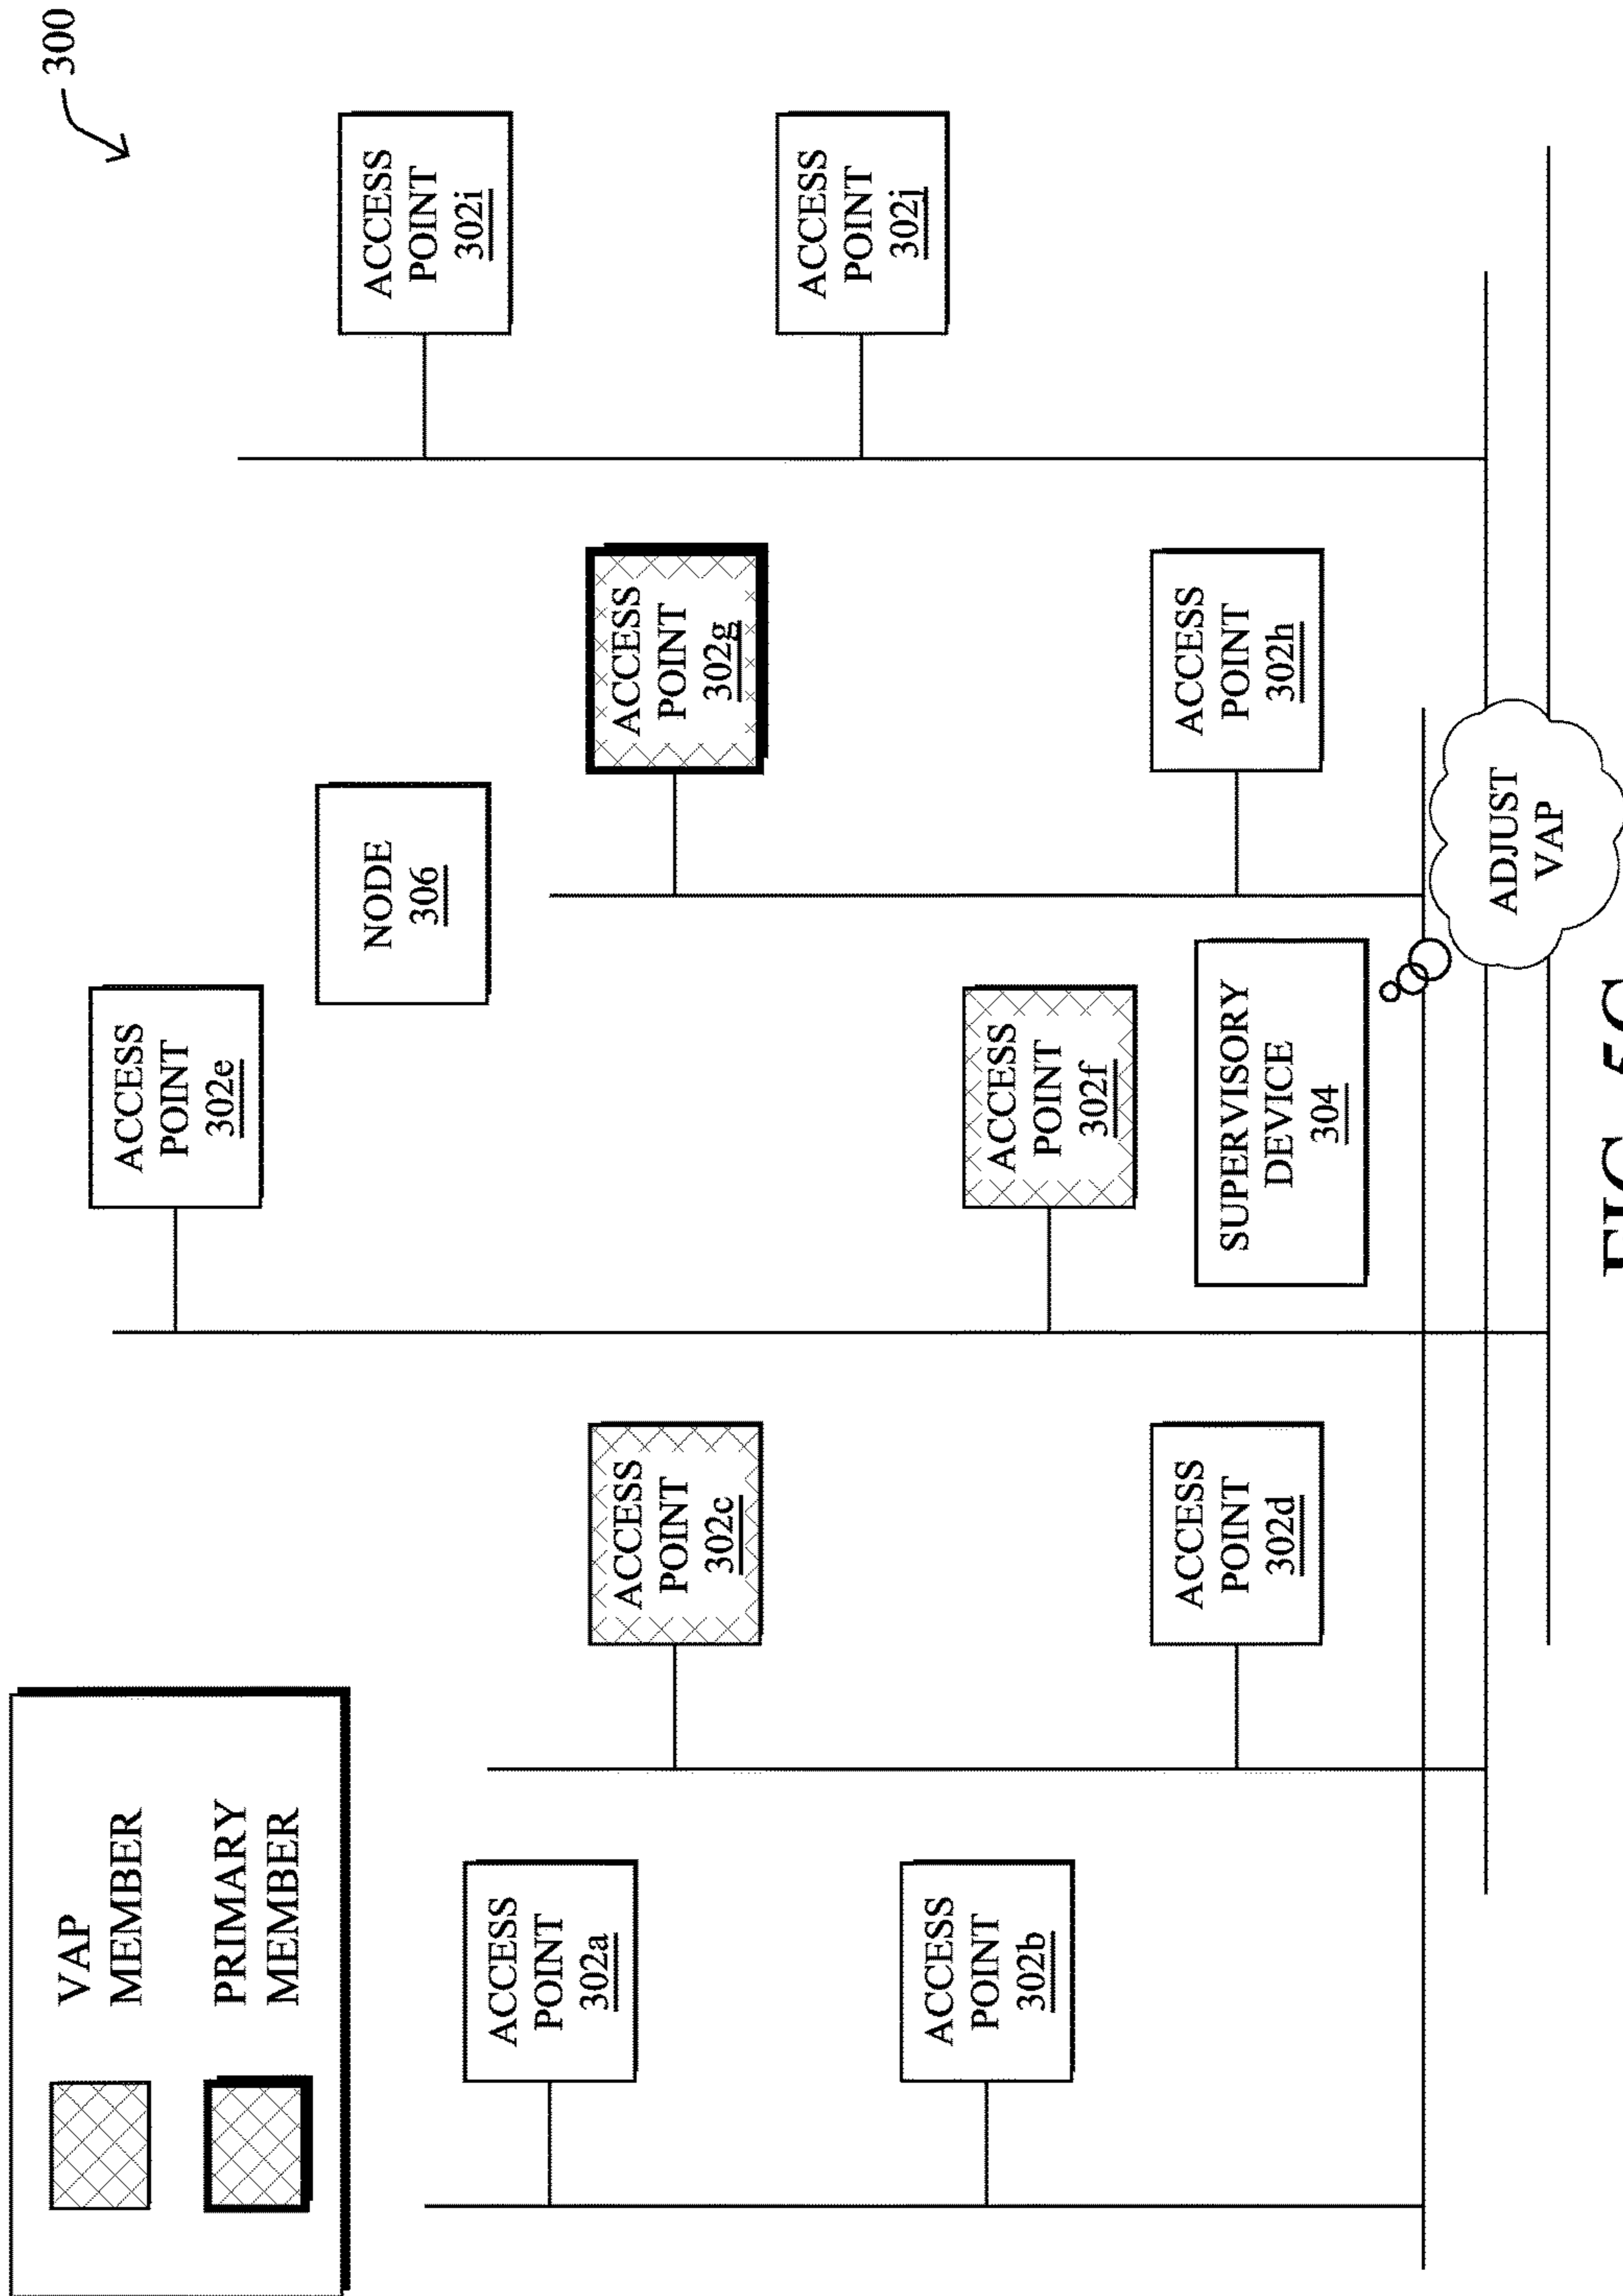 300
VAP
MEMBER
PRIMARY
MEMBER
ACCESS
POINT
302e
NODE
306
ACCESS
POINT
302i
ACCESS
POINT
302a
ACCESS
POINT
302c
ACCESS
POINT
302g
ACCESS
POINT
302j
ACCESS
POINT
302b
ACCESS
POINT
302f
ACCESS
POINT
302d
ACCESS
POINT
302h
SUPERVISORY
DEVICE
304
ADJUST
VAP
FIG